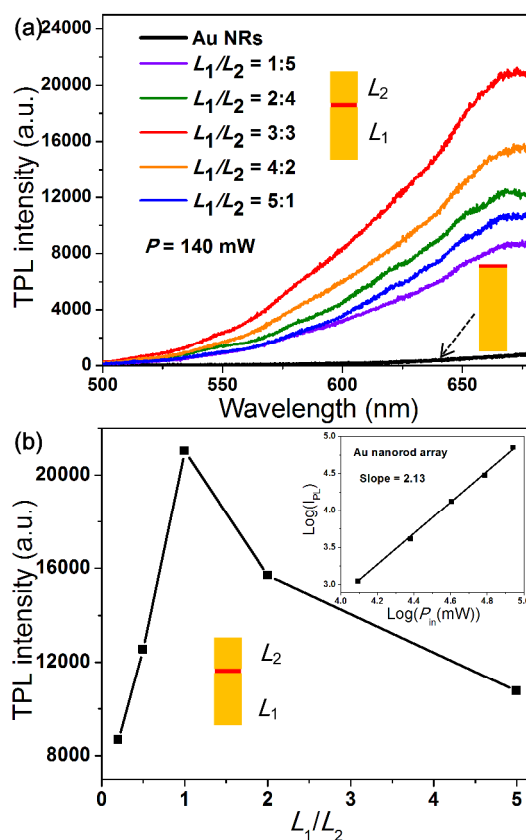 (a)
Au NRs
L1/L2 = 1:5
L1/L2 = 2:4
L1/L2 = 3:3
L1/L2 = 4:2
L1/L2 = 5:1
P = 140 mW
L2
L1
TPL intensity (a.u.)
24000
20000
16000
12000
8000
4000
0
500 550 600 650
Wavelength (nm)
(b)
TPL intensity (a.u.)
20000
16000
12000
8000
Au nanorod array
Slope = 2.13
Log(IPL)
5.0
4.5
4.0
3.5
3.0
4.0 4.2 4.4 4.6 4.8 5.0
Log(Pin(mW))
L2
L1
0 1 2 3 4 5
L1/L2